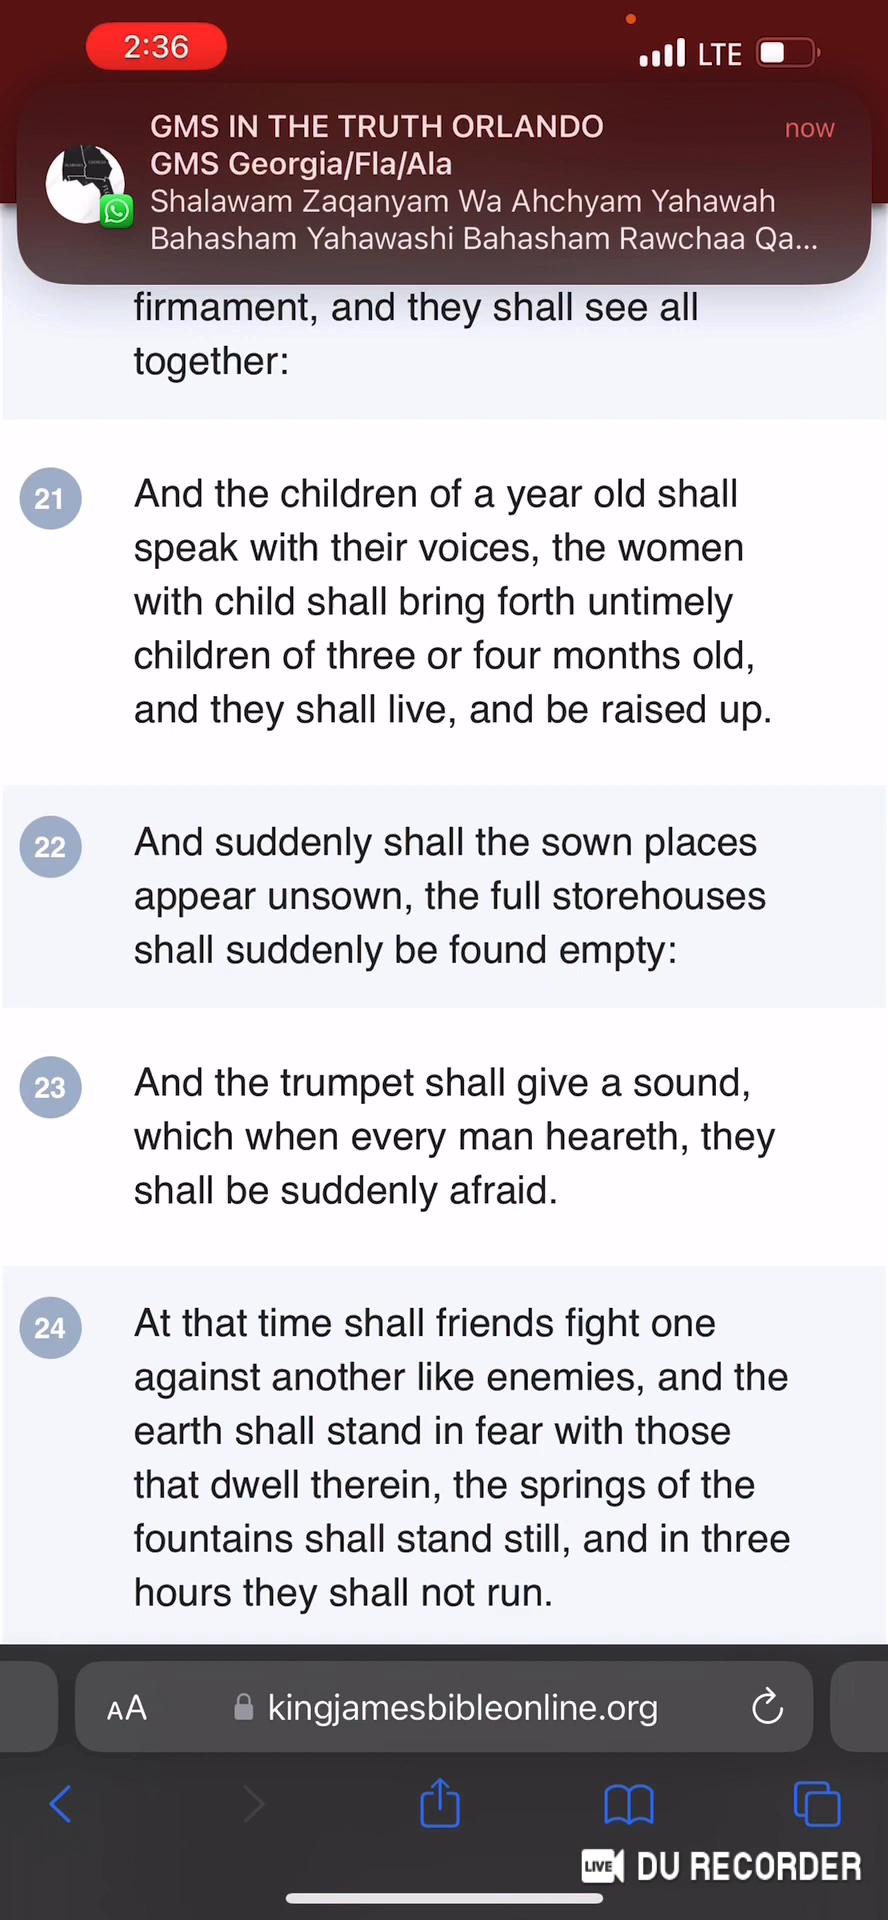 2:36
LTE
GMS IN THE TRUTH ORLANDO
now
GMS Georgia/Fla/Ala
Shalawam Zaqanyam Wa Ahchyam Yahawah
Bahasham Yahawashi Bahasham Rawchaa Qa...
firmament, and they shall see all
together:
21
And the children of a year old shall
speak with their voices, the women
with child shall bring forth untimely
children of three or four months old,
and they shall live, and be raised up.
22
And suddenly shall the sown places
appear unsown, the full storehouses
shall suddenly be found empty:
23
And the trumpet shall give a sound,
which when every man heareth, they
shall be suddenly afraid.
24
At that time shall friends fight one
against another like enemies, and the
earth shall stand in fear with those
that dwell therein, the springs of the
fountains shall stand still, and in three
hours they shall not run.
AA
kingjamesbibleonline.org
LIVE DU RECORDER